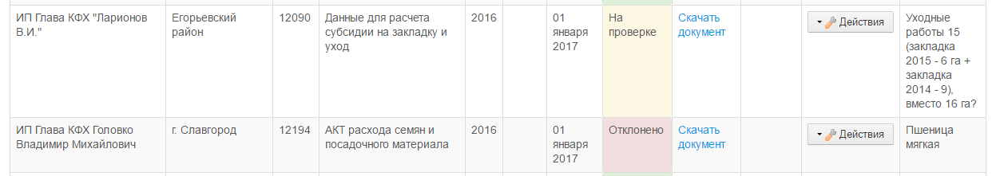 ИП Глава КФХ "Ларионов
В.И."
Егорьевский
район
12090
Данные для расчета
субсидии на закладку и
уход
2016
01
января
2017
На
проверке
Скачать
документ
Действия
Уходные
работы 15
(закладка
2015 - 6 га +
закладка
2014 - 9),
вместо 16 га?
ИП Глава КФХ Головко
Владимир Михайлович
г. Славгород
12194
АКТ расхода семян и
посадочного материала
2016
01
января
2017
Отклонено
Скачать
документ
Действия
Пшеница
мягкая